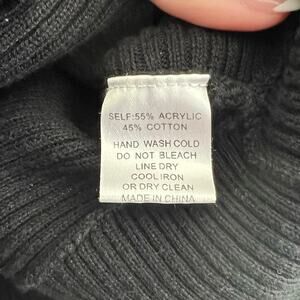 SELF:55% ACRYLIC
45% COTTON
HAND WASH COLD
DO NOT BLEACH
LINE DRY
COOL IRON
OR DRY CLEAN
MADE IN CHINA